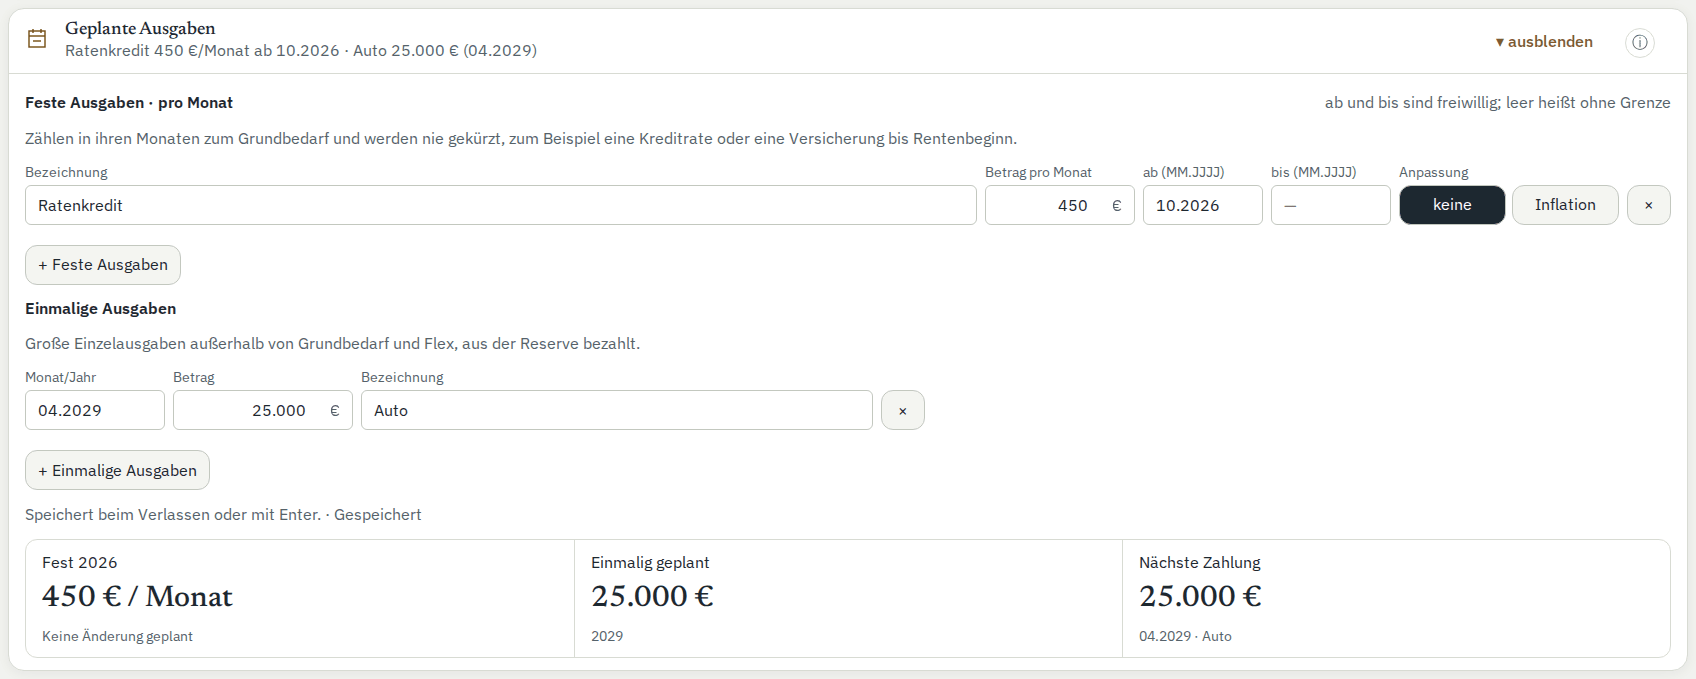 Geplante Ausgaben
Ratenkredit 450 €/Monat ab 10.2026 · Auto 25.000 € (04.2029)
▾ ausblenden
ⓘ
Feste Ausgaben · pro Monat
ab und bis sind freiwillig; leer heißt ohne Grenze
Zählen in ihren Monaten zum Grundbedarf und werden nie gekürzt, zum Beispiel eine Kreditrate oder eine Versicherung bis Rentenbeginn.
Bezeichnung Betrag pro Monat ab (MM.JJJJ) bis (MM.JJJJ) Anpassung
Ratenkredit 450 € 10.2026 — keine Inflation ×
+ Feste Ausgaben
Einmalige Ausgaben
Große Einzelausgaben außerhalb von Grundbedarf und Flex, aus der Reserve bezahlt.
Monat/Jahr Betrag Bezeichnung
04.2029 25.000 € Auto ×
+ Einmalige Ausgaben
Speichert beim Verlassen oder mit Enter. · Gespeichert
Fest 2026
450 € / Monat
Keine Änderung geplant
Einmalig geplant
25.000 €
2029
Nächste Zahlung
25.000 €
04.2029 · Auto